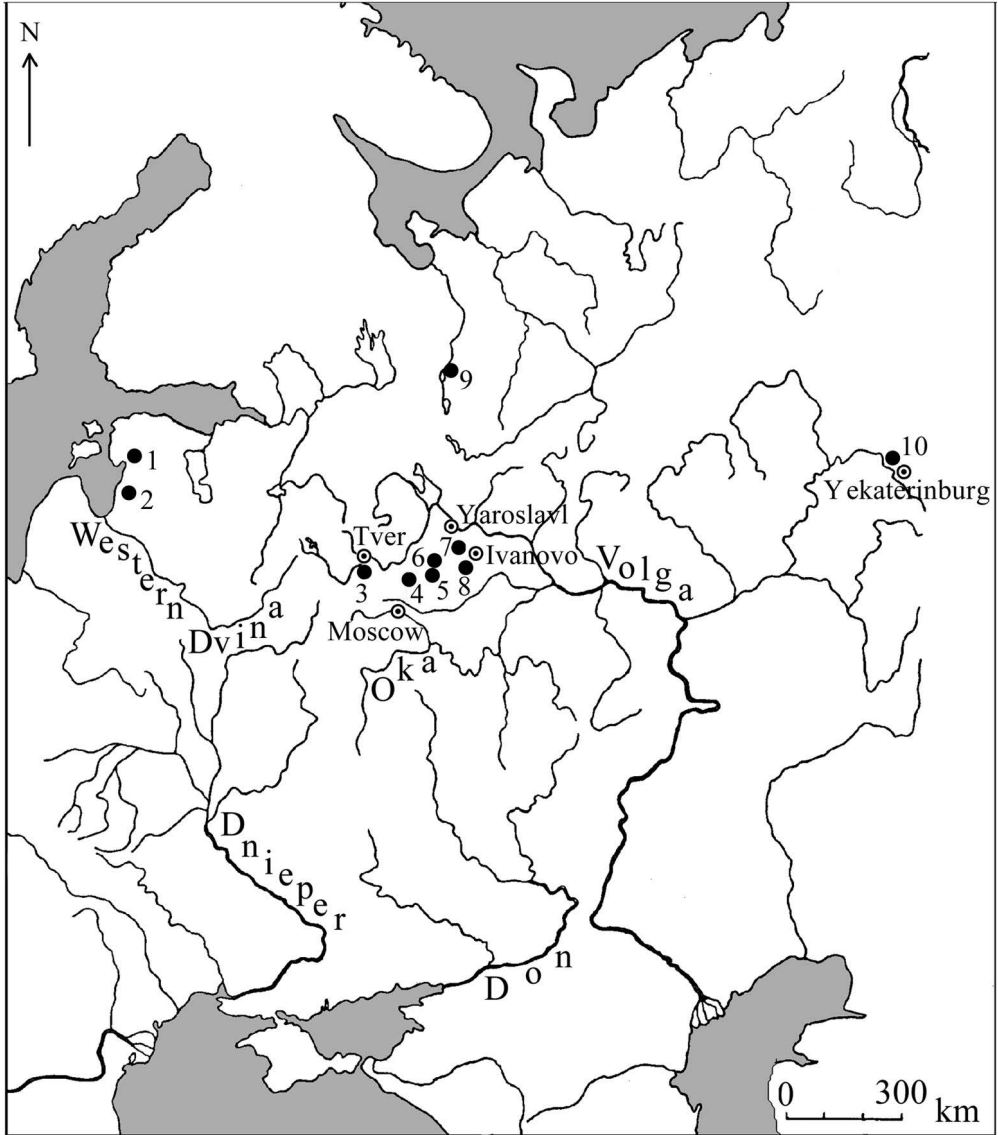 N
9
1
10
2
Yekaterinburg
Yaroslavl
Tver
7
Ivanovo
6
Volga
3
4
5
8
Western Dvina
Moscow
Oka
Dnieper
Don
0 300 km